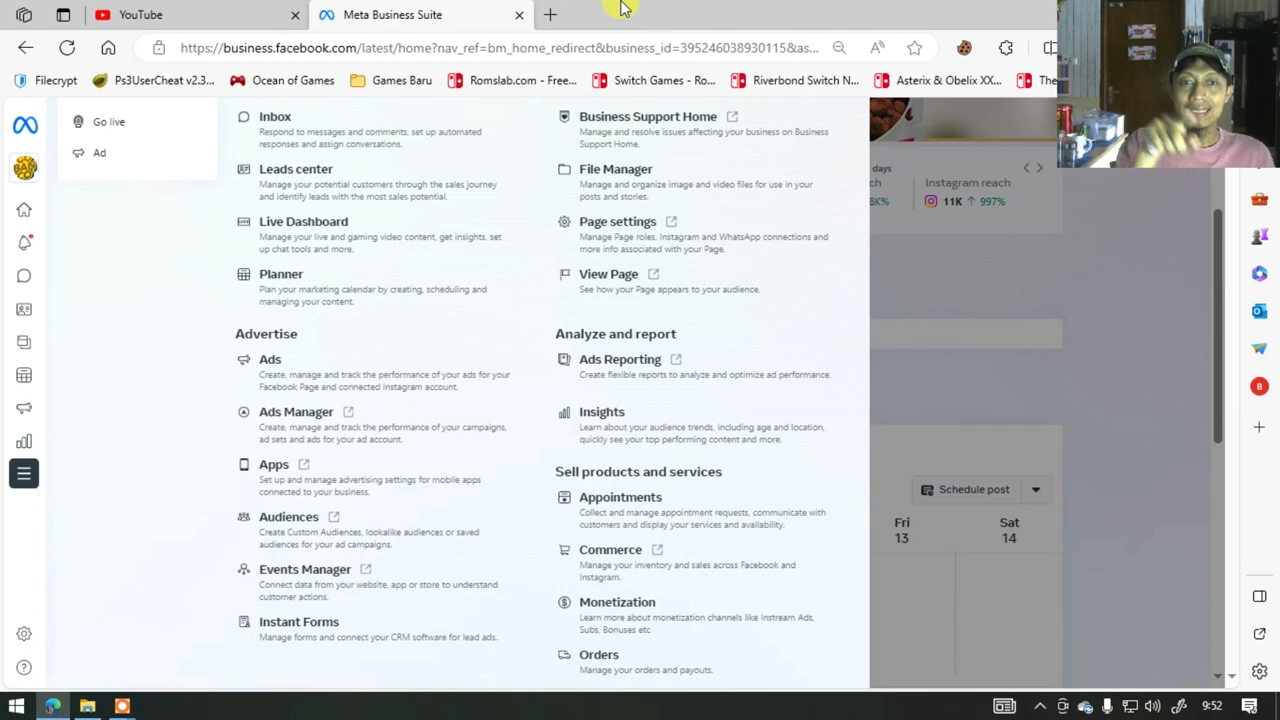 YouTube
Meta Business Suite
https://business.facebook.com/latest/home?nav_ref=bm_home_redirect&business_id=395246038930115&as...
Filecrypt
Ps3UserCheat v2.3...
Ocean of Games
Games Baru
Romslab.com - Free...
Switch Games - Ro...
Riverbond Switch N...
Asterix & Obelix XX...
The
Go live
Ad
Inbox
Respond to messages and comments, set up automated
responses and assign conversations.
Leads center
Manage your potential customers through the sales journey
and identify leads with the most sales potential.
Live Dashboard
Manage your live and gaming video content, get insights, set
up chat tools and more.
Planner
Plan your marketing calendar by creating, scheduling and
managing your content.
Advertise
Ads
Create, manage and track the performance of your ads for your
Facebook Page and connected Instagram account.
Ads Manager
Create, manage and track the performance of your campaigns,
ad sets and ads for your ad account.
Apps
Set up and manage advertising settings for mobile apps
connected to your business.
Audiences
Create Custom Audiences, lookalike audiences or saved
audiences for your ad campaigns.
Events Manager
Connect data from your website, app or store to understand
customer actions.
Instant Forms
Manage forms and connect your CRM software for lead ads.
Business Support Home
Manage and resolve issues affecting your business on Business
Support Home.
File Manager
Manage and organize image and video files for use in your
posts and stories.
Page settings
Manage Page roles, Instagram and WhatsApp connections and
more info associated with your Page.
View Page
See how your Page appears to your audience.
Analyze and report
Ads Reporting
Create flexible reports to analyze and optimize ad performance.
Insights
Learn about your audience trends, including age and location,
quickly see your top performing content and more.
Sell products and services
Appointments
Collect and manage appointment requests, communicate with
customers and display your services and availability.
Commerce
Manage your inventory and sales across Facebook and
Instagram.
Monetization
Learn more about monetization channels like Instream Ads,
Subs, Bonuses etc
Orders
Manage your orders and payouts.
days
ch
8K%
Instagram reach
11K ↑ 997%
Schedule post
Fri
13
Sat
14
B
9:52